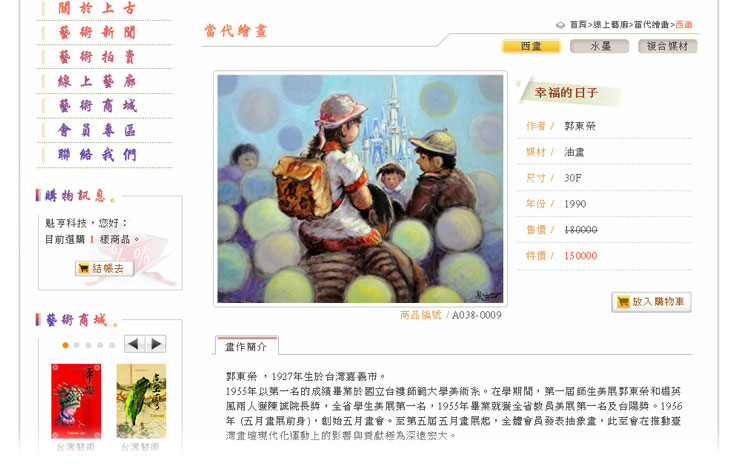 關於上古
藝術新聞
藝術拍賣
線上藝廊
藝術商城
會員專區
聯絡我們
購物訊息。
魅亨科技，您好：
目前選購 1 樣商品。
結帳去
藝術商城。
平安
台灣藝術
台灣藝術
當代繪畫
首頁>線上藝廊>當代繪畫>西畫
西畫
水墨
複合媒材
幸福的日子
作者 / 郭東榮
媒材 / 油畫
尺寸 / 30F
年份 / 1990
售價 / 180000
特價 / 150000
放入購物車
商品編號 / A038-0009
畫作簡介
郭東榮 ，1927年生於台灣嘉義市。
1955年以第一名的成績畢業於國立台灣師範大學美術系。在學期間，第一屆師生美展郭東榮和楊英
風兩人獲陳誠院長獎，全省學生美展第一名，1955年畢業就獲全省教員美展第一名及台陽獎。1956
年 (五月畫展前身)，創始五月畫會。至第五屆五月畫展起，全體會員發表抽象畫，此至會在推動臺
灣畫壇現代化運動上的影響與貢獻極為深遠宏大。